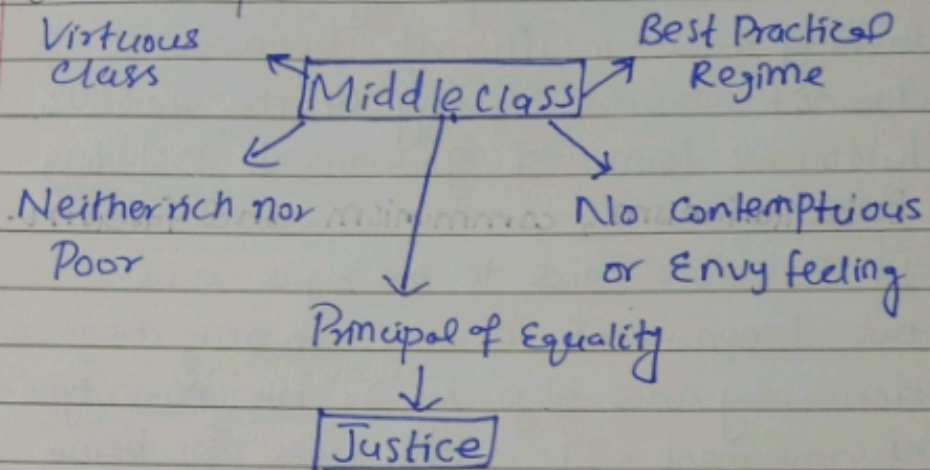 Virtuous
Class
Best Practical
Regime
Middle class
Neither rich nor
Poor
No Contemptuious
or Envy feeling
Principal of Equality
Justice